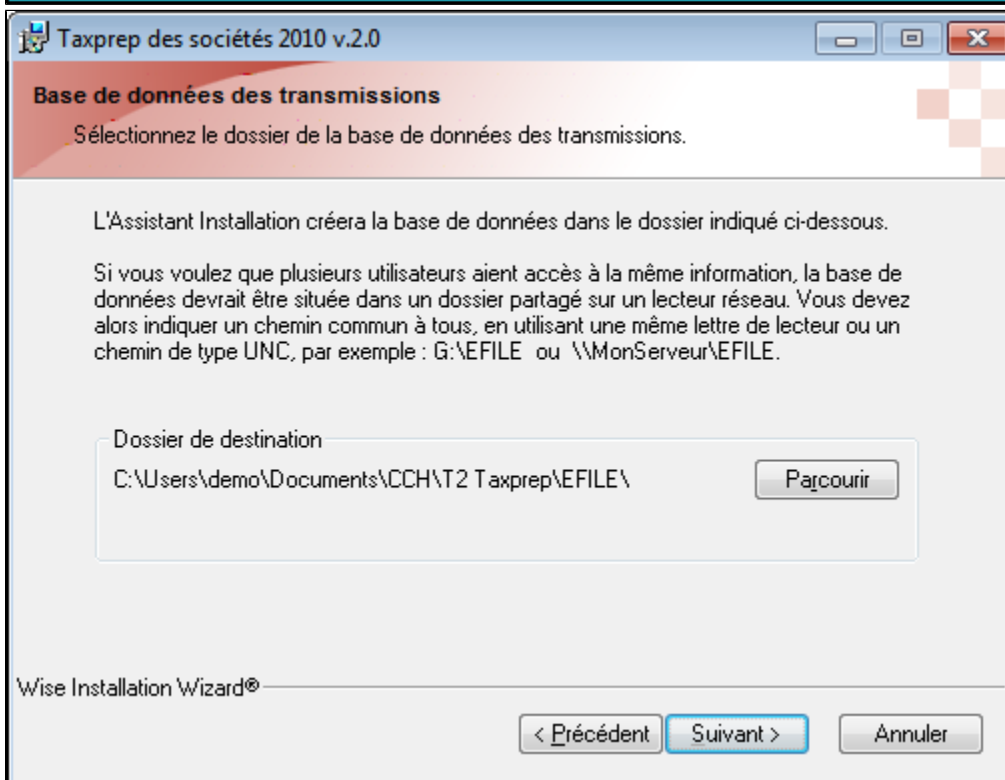 Taxprep des sociétés 2010 v.2.0
Base de données des transmissions
Sélectionnez le dossier de la base de données des transmissions.
L'Assistant Installation créera la base de données dans le dossier indiqué ci-dessous.
Si vous voulez que plusieurs utilisateurs aient accès à la même information, la base de
données devrait être située dans un dossier partagé sur un lecteur réseau. Vous devez
alors indiquer un chemin commun à tous, en utilisant une même lettre de lecteur ou un
chemin de type UNC, par exemple : G:\EFILE ou \\MonServeur\EFILE.
Dossier de destination
C:\Users\demo\Documents\CCH\T2 Taxprep\EFILE\
Parcourir
Wise Installation Wizard®
< Précédent
Suivant >
Annuler